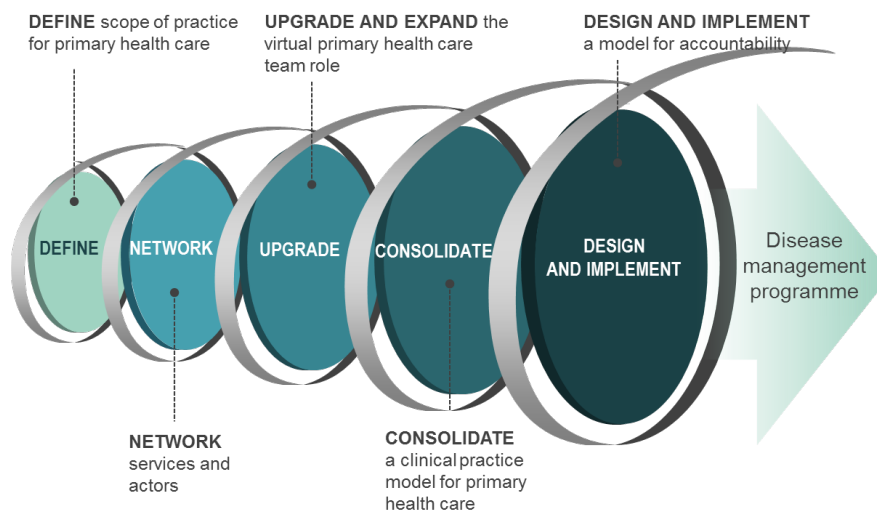 DEFINE scope of practice
for primary health care
UPGRADE AND EXPAND the
virtual primary health care
team role
DESIGN AND IMPLEMENT
a model for accountability
DEFINE
NETWORK
UPGRADE
CONSOLIDATE
DESIGN
AND IMPLEMENT
Disease
management
programme
NETWORK
services and
actors
CONSOLIDATE
a clinical practice
model for primary
health care